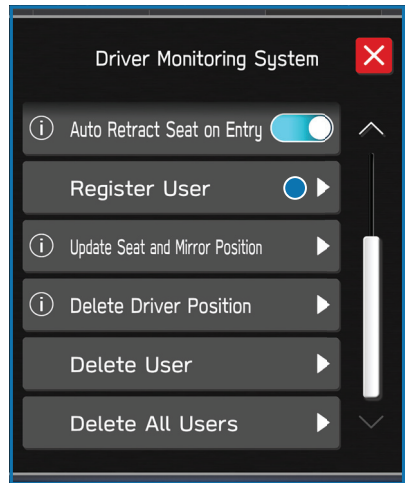 Driver Monitoring System
Auto Retract Seat on Entry
Register User
Update Seat and Mirror Position
Delete Driver Position
Delete User
Delete All Users